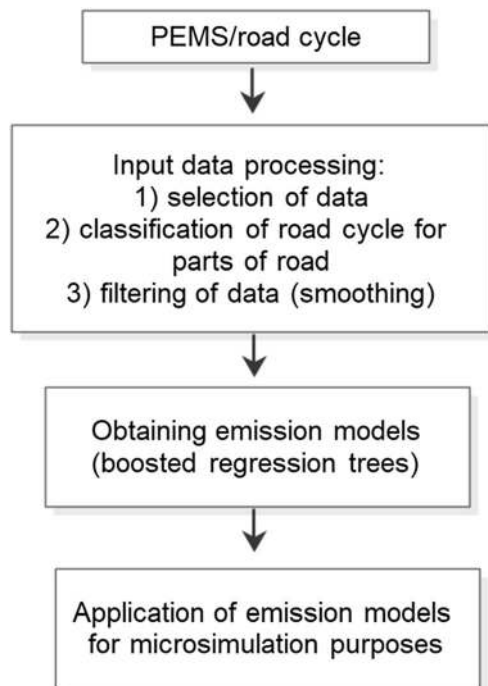 PEMS/road cycle
Input data processing:
1) selection of data
2) classification of road cycle for
parts of road
3) filtering of data (smoothing)
Obtaining emission models
(boosted regression trees)
Application of emission models
for microsimulation purposes